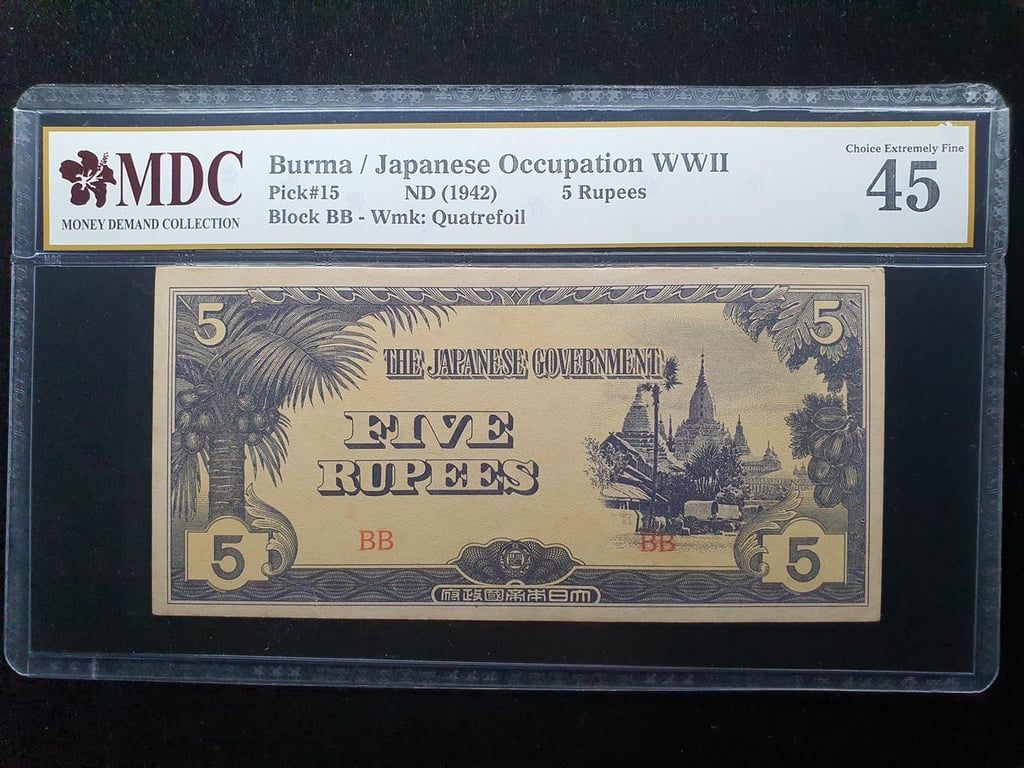 MDC
MONEY DEMAND COLLECTION
Burma / Japanese Occupation WWII
Pick#15 ND (1942) 5 Rupees
Block BB - Wmk: Quatrefoil
Choice Extremely Fine
45
5 5
THE JAPANESE GOVERNMENT
FIVE
RUPEES
BB BB
5 5
府政國帝本日大